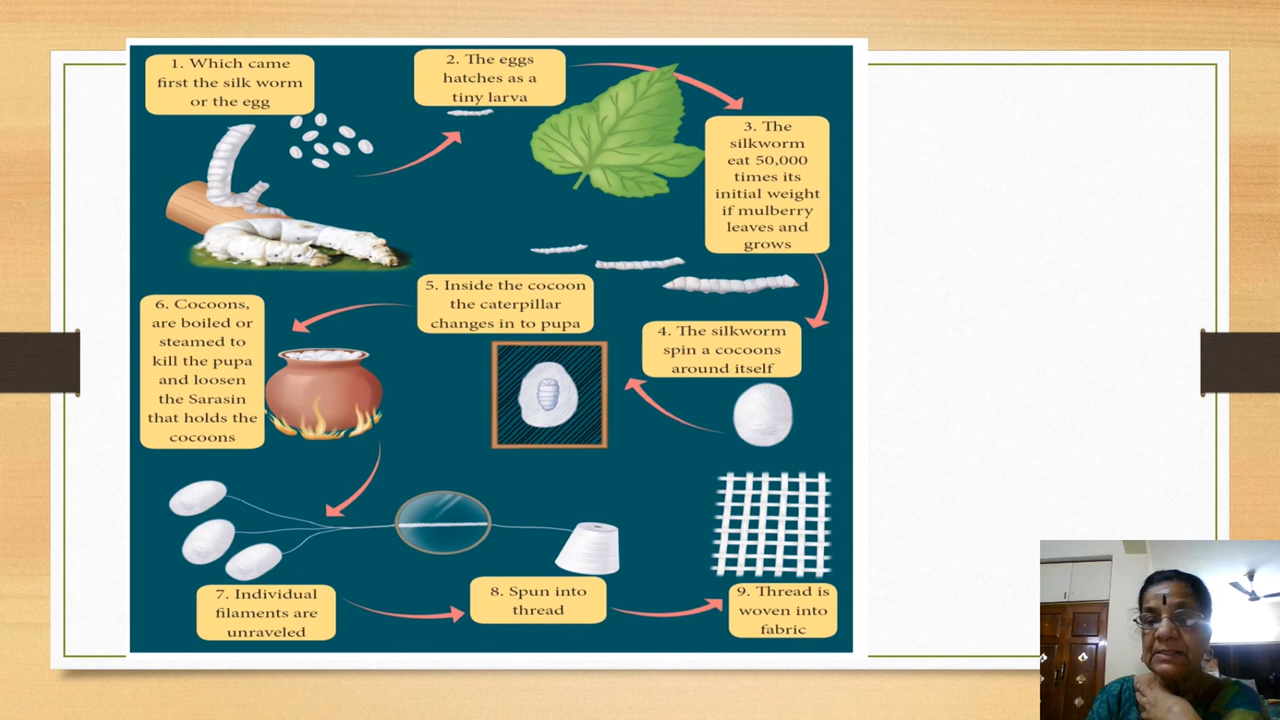 1. Which came
first the silk worm
or the egg
2. The eggs
hatches as a
tiny larva
3. The
silkworm
eat 50,000
times its
initial weight
if mulberry
leaves and
grows
4. The silkworm
spin a cocoons
around itself
5. Inside the cocoon
the caterpillar
changes in to pupa
6. Cocoons,
are boiled or
steamed to
kill the pupa
and loosen
the Sarasin
that holds the
cocoons
7. Individual
filaments are
unraveled
8. Spun into
thread
9. Thread is
woven into
fabric